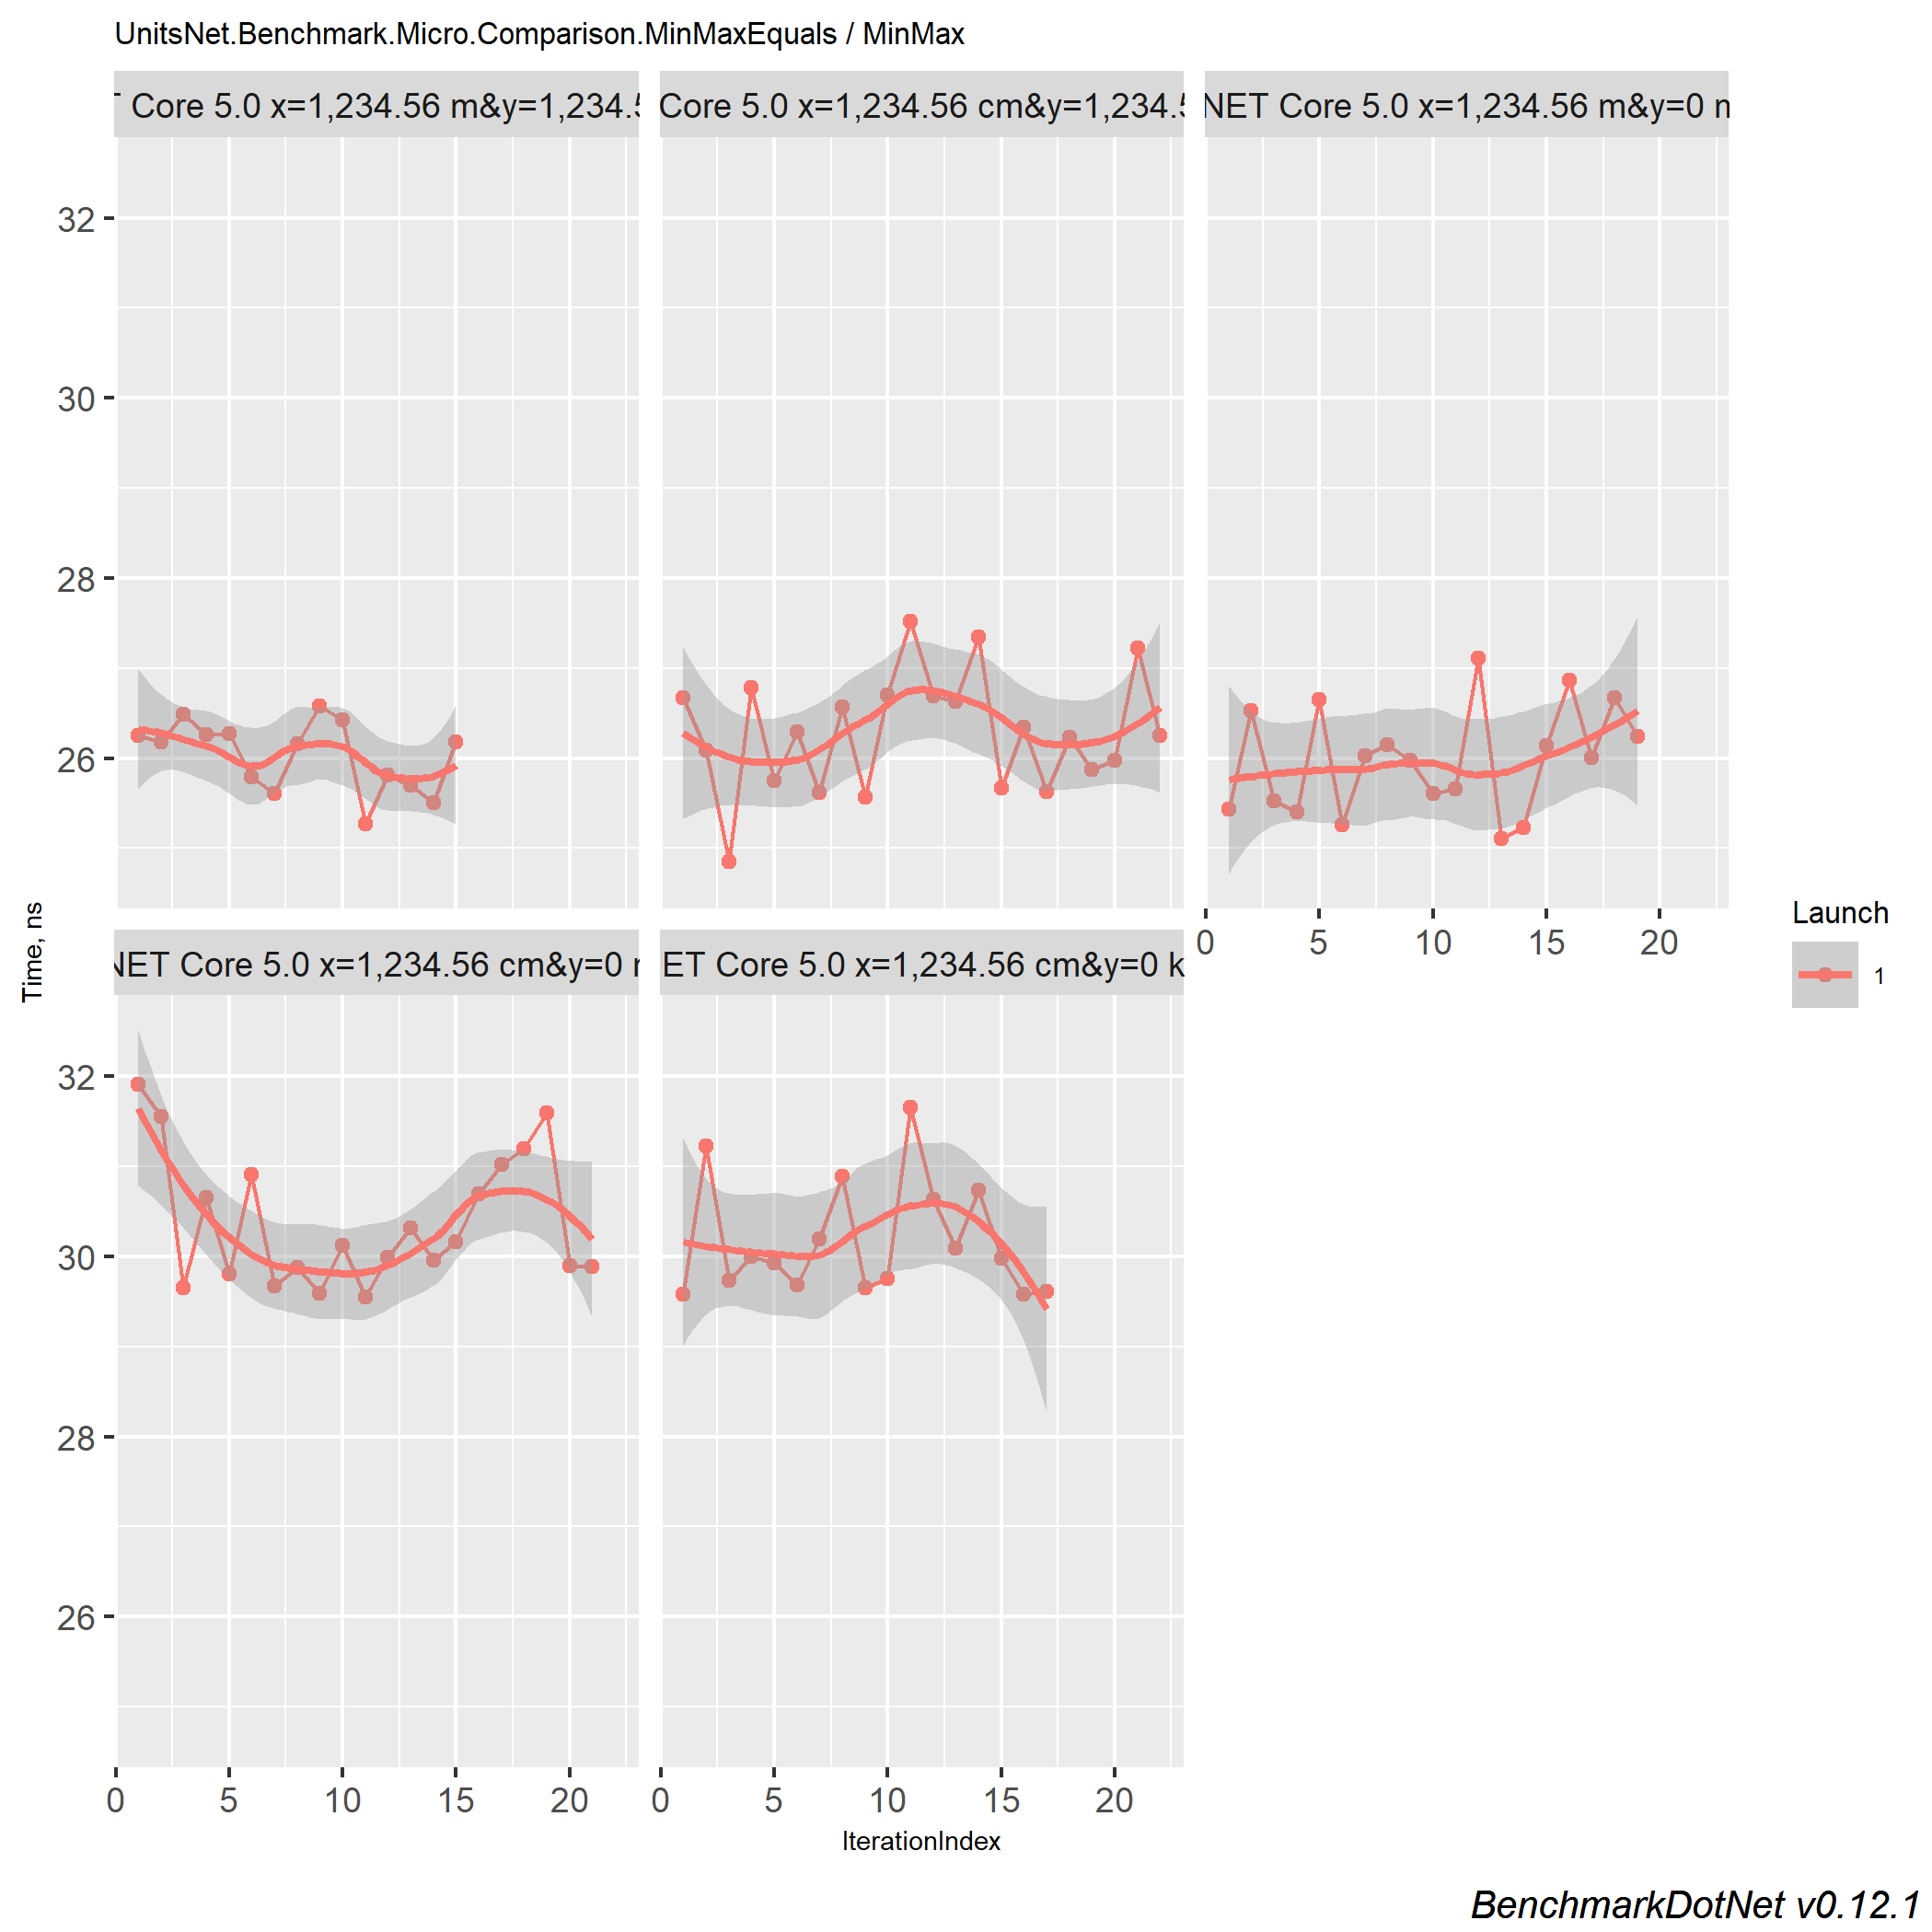 UnitsNet.Benchmark.Micro.Comparison.MinMaxEquals / MinMax
Core 5.0 x=1,234.56 m&y=1,234.5
Core 5.0 x=1,234.56 cm&y=1,234.5
NET Core 5.0 x=1,234.56 m&y=0
32
30
28
26
0 5 10 15 20
Time, ns
Launch
1
NET Core 5.0 x=1,234.56 cm&y=0
ET Core 5.0 x=1,234.56 cm&y=0 k
32
30
28
26
0 5 10 15 20
0 5 10 15 20
IterationIndex
BenchmarkDotNet v0.12.1